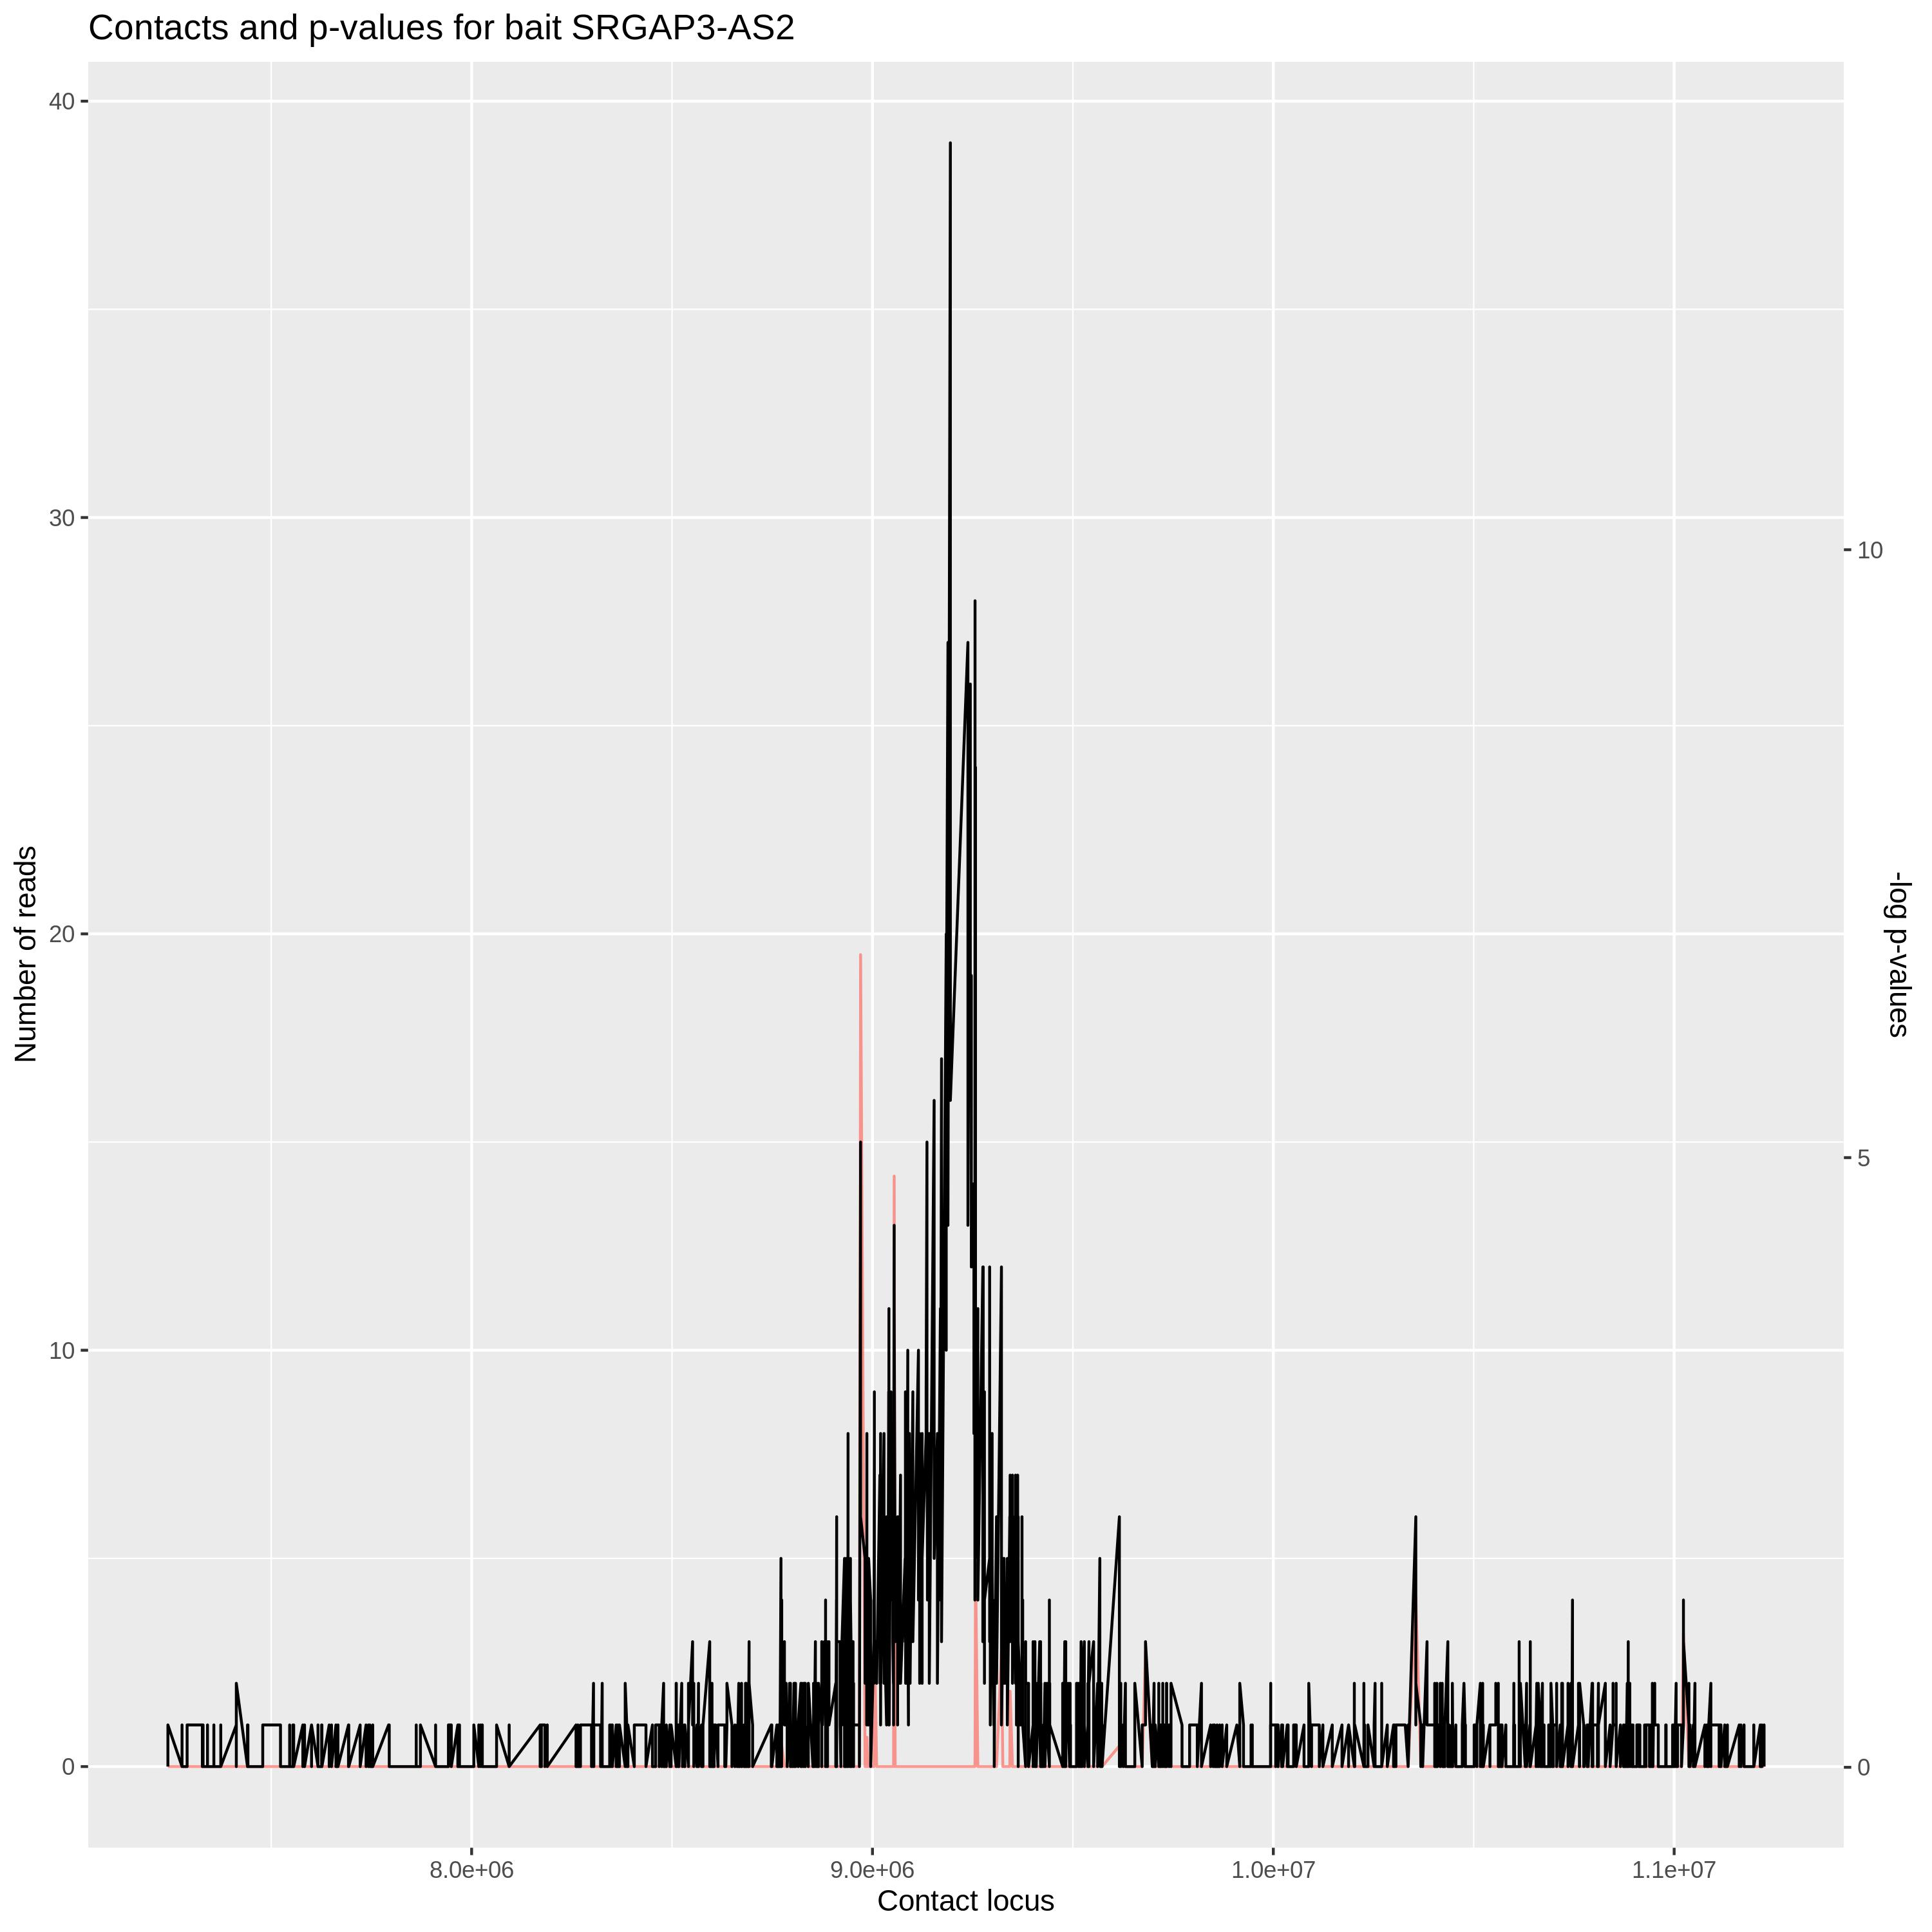 Contacts and p-values for bait SRGAP3-AS2
40
30
20
10
0
Number of reads
10
5
0
-log p-values
8.0e+06
9.0e+06
1.0e+07
1.1e+07
Contact locus